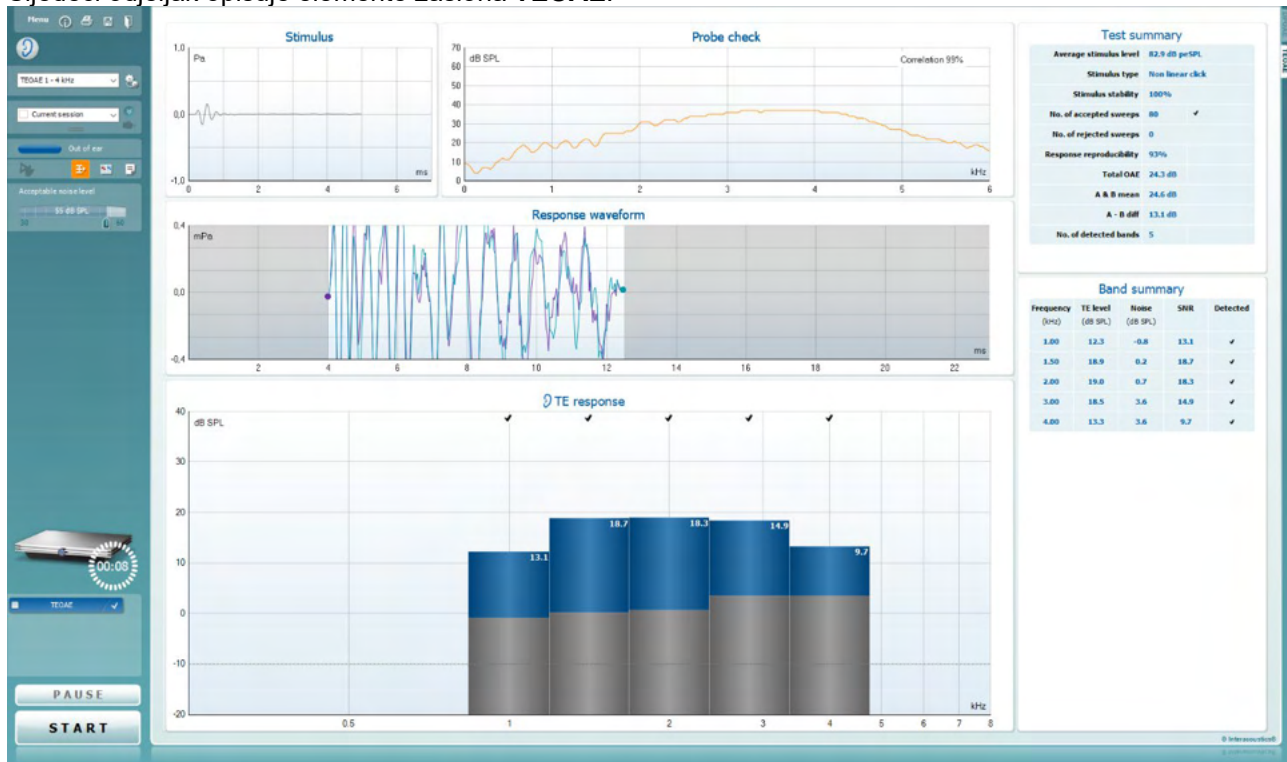 Sljedeći odjeljak opisuje elemente zaslona TEOAE.
Menu
TEOAE 1 - 4 kHz
Current session
Out of ear
Acceptable noise level
55 dB SPL
30 60
PAUSE
START
00:08
TEOAE
Stimulus
1,0
Pa
0,0
-1,0
0 2 4 6
ms
Probe check
70
dB SPL
60
50
40
30
20
10
0
Correlation 99%
kHz
0 1 2 3 4 5 6
Response waveform
0,4
mPa
0,0
-0,4
ms
2 4 6 8 10 12 14 16 18 20 22
TE response
40
dB SPL
30
20
10
0
-10
-20
13.1 18.7 18.3 14.9 9.7
kHz
0.5 1 2 3 4 5 6 7 8
Test summary
Average stimulus level 82.9 dB peSPL
Stimulus type Non linear click
Stimulus stability 100%
No. of accepted sweeps 80 ✔
No. of rejected sweeps 0
Response reproducibility 93%
Total OAE 24.3 dB
A & B mean 24.6 dB
A - B diff 13.1 dB
No. of detected bands 5
Band summary
Frequency TE level Noise SNR Detected
(kHz) (dB SPL) (dB SPL)
1.00 12.3 -0.8 13.1 ✔
1.50 18.9 0.2 18.7 ✔
2.00 19.0 0.7 18.3 ✔
3.00 18.5 3.6 14.9 ✔
4.00 13.3 3.6 9.7 ✔
TEOAE